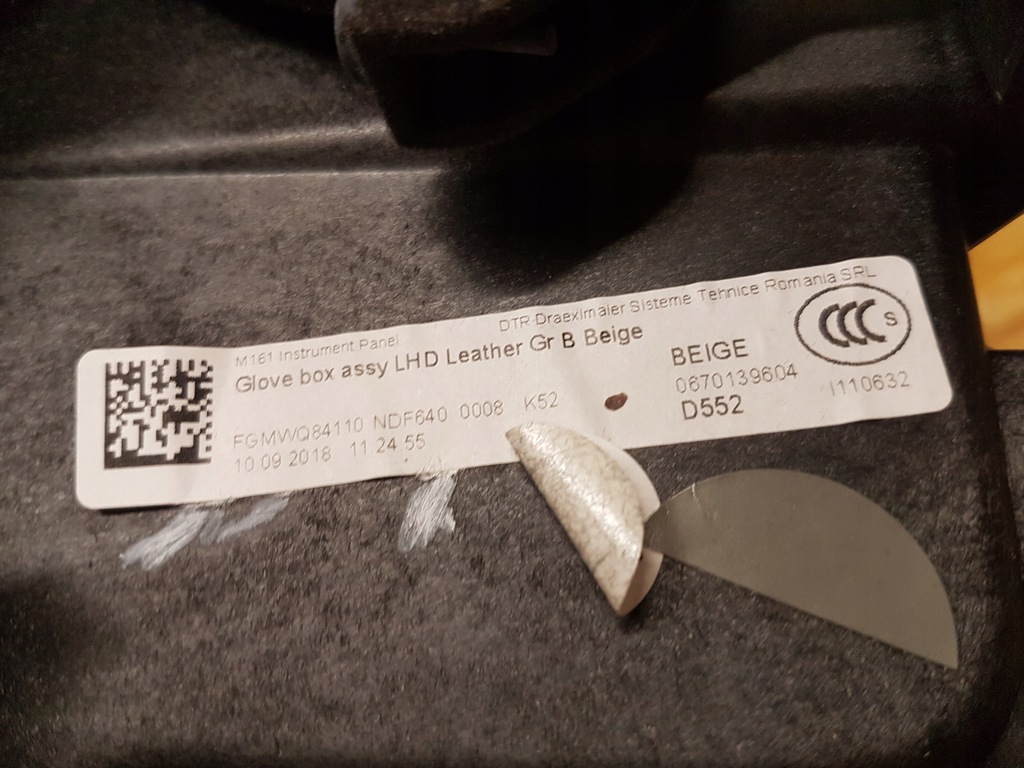 M161 Instrument Panel
DTR Draexlmaier Sisteme Tehnice Romania SRL
Glove box assy LHD Leather Gr B Beige
BEIGE
CCC S
FGMWQ84110 NDF640 0008 K52
0670139604
I110632
10 09 2018 11 24 55
D552